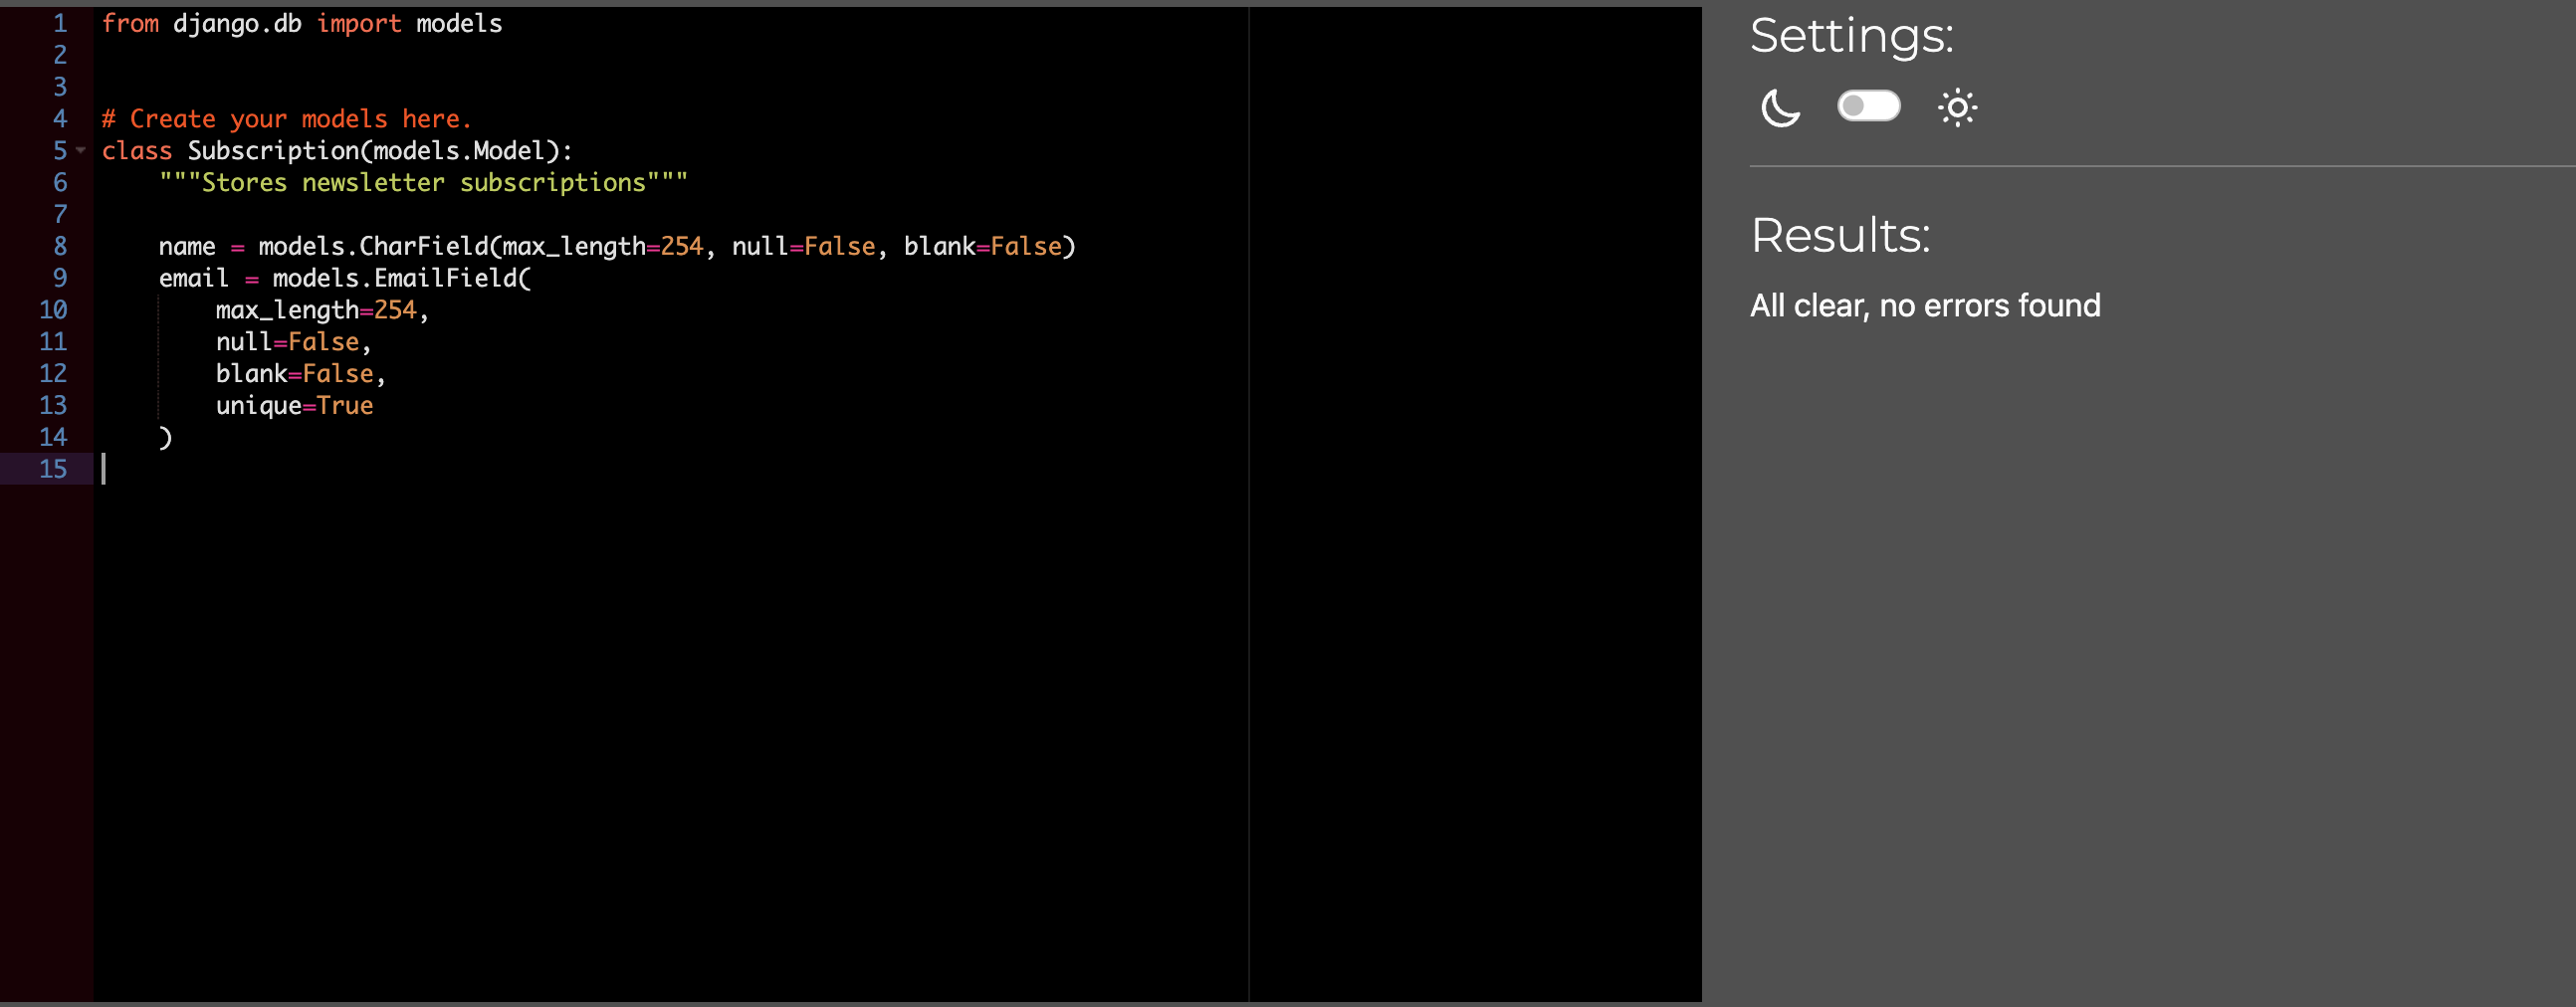 1 from django.db import models
2
3
4 # Create your models here.
5 class Subscription(models.Model):
6     """Stores newsletter subscriptions"""
7
8     name = models.CharField(max_length=254, null=False, blank=False)
9     email = models.EmailField(
10         max_length=254,
11         null=False,
12         blank=False,
13         unique=True
14     )
15
Settings:
Results:
All clear, no errors found